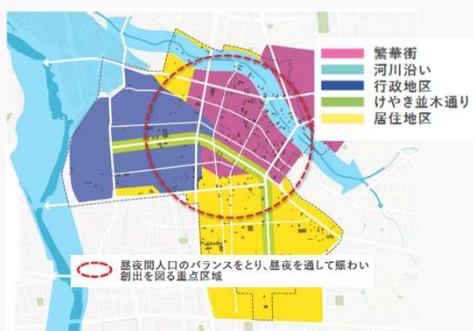 繁華街
河川沿い
行政地区
けやき並木通り
居住地区
昼夜間人口のバランスをとり、昼夜を通して賑わい
創出を図る重点区域